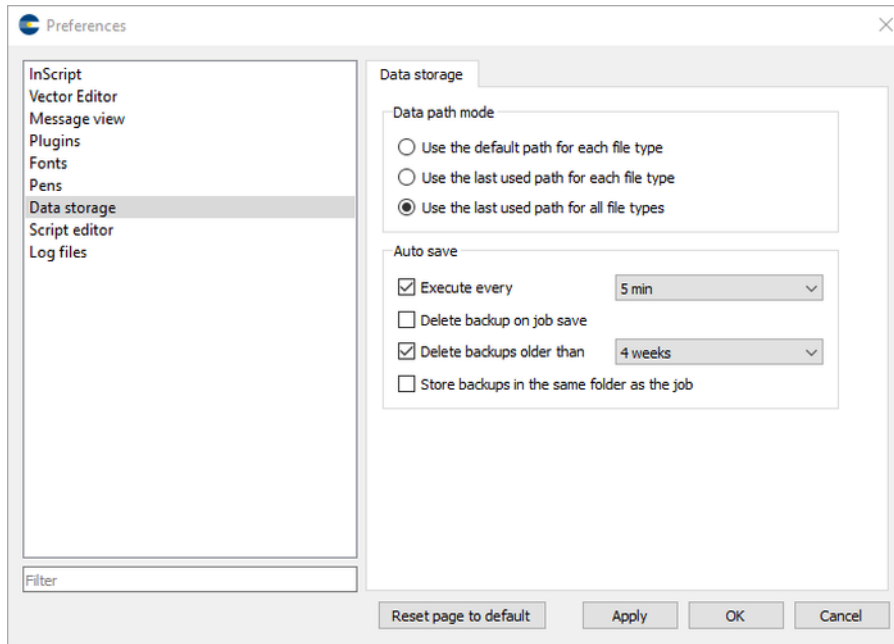 Preferences
InScript
Vector Editor
Message view
Plugins
Fonts
Pens
Data storage
Script editor
Log files
Filter
Data storage
Data path mode
Use the default path for each file type
Use the last used path for each file type
Use the last used path for all file types
Auto save
Execute every 5 min
Delete backup on job save
Delete backups older than 4 weeks
Store backups in the same folder as the job
Reset page to default Apply OK Cancel